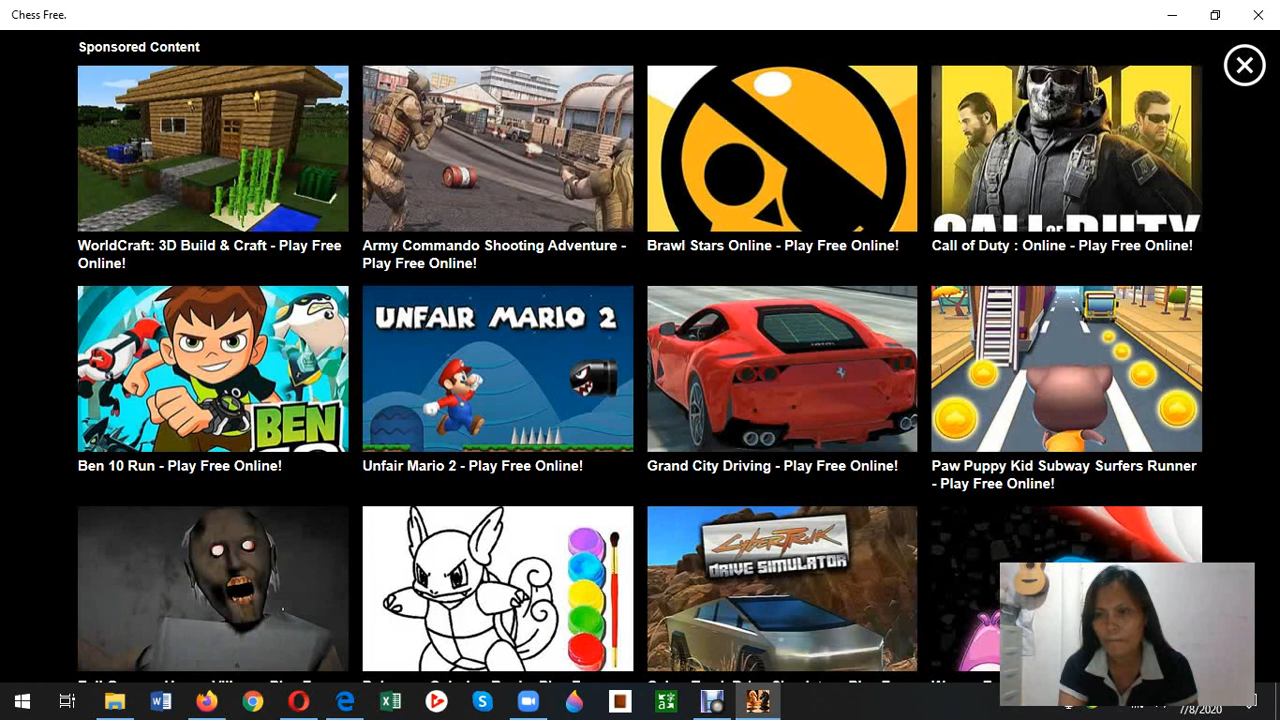 Chess Free.
Sponsored Content
WorldCraft: 3D Build & Craft - Play Free
Online!
Army Commando Shooting Adventure -
Play Free Online!
Brawl Stars Online - Play Free Online!
CALL OF DUTY
Call of Duty : Online - Play Free Online!
BEN
Ben 10 Run - Play Free Online!
UNFAIR MARIO 2
Unfair Mario 2 - Play Free Online!
Grand City Driving - Play Free Online!
Paw Puppy Kid Subway Surfers Runner
- Play Free Online!
CYBERTRUK
DRIVE SIMULATOR
7/8/2020